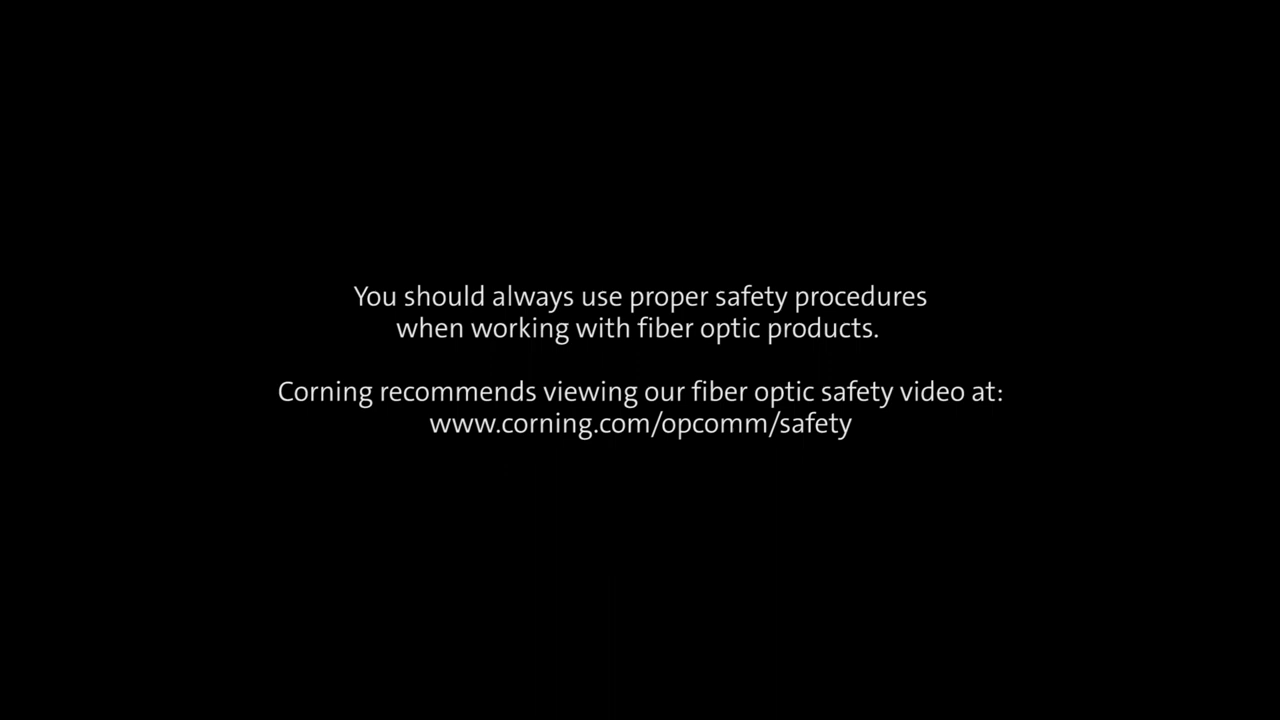 You should always use proper safety procedures
when working with fiber optic products.
Corning recommends viewing our fiber optic safety video at:
www.corning.com/opcomm/safety